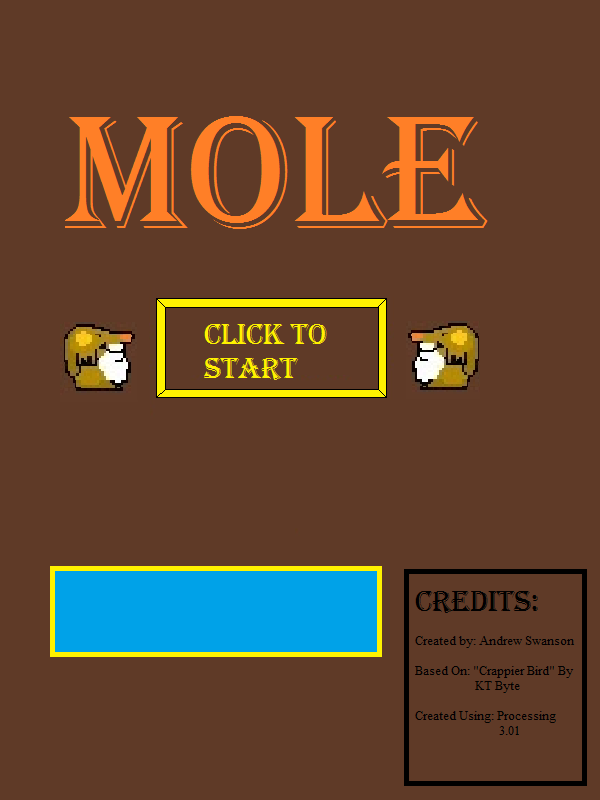 MOLE
CLICK TO
START
CREDITS:
Created by: Andrew Swanson
Based On: "Crappier Bird" By
KT Byte
Created Using: Processing
3.01